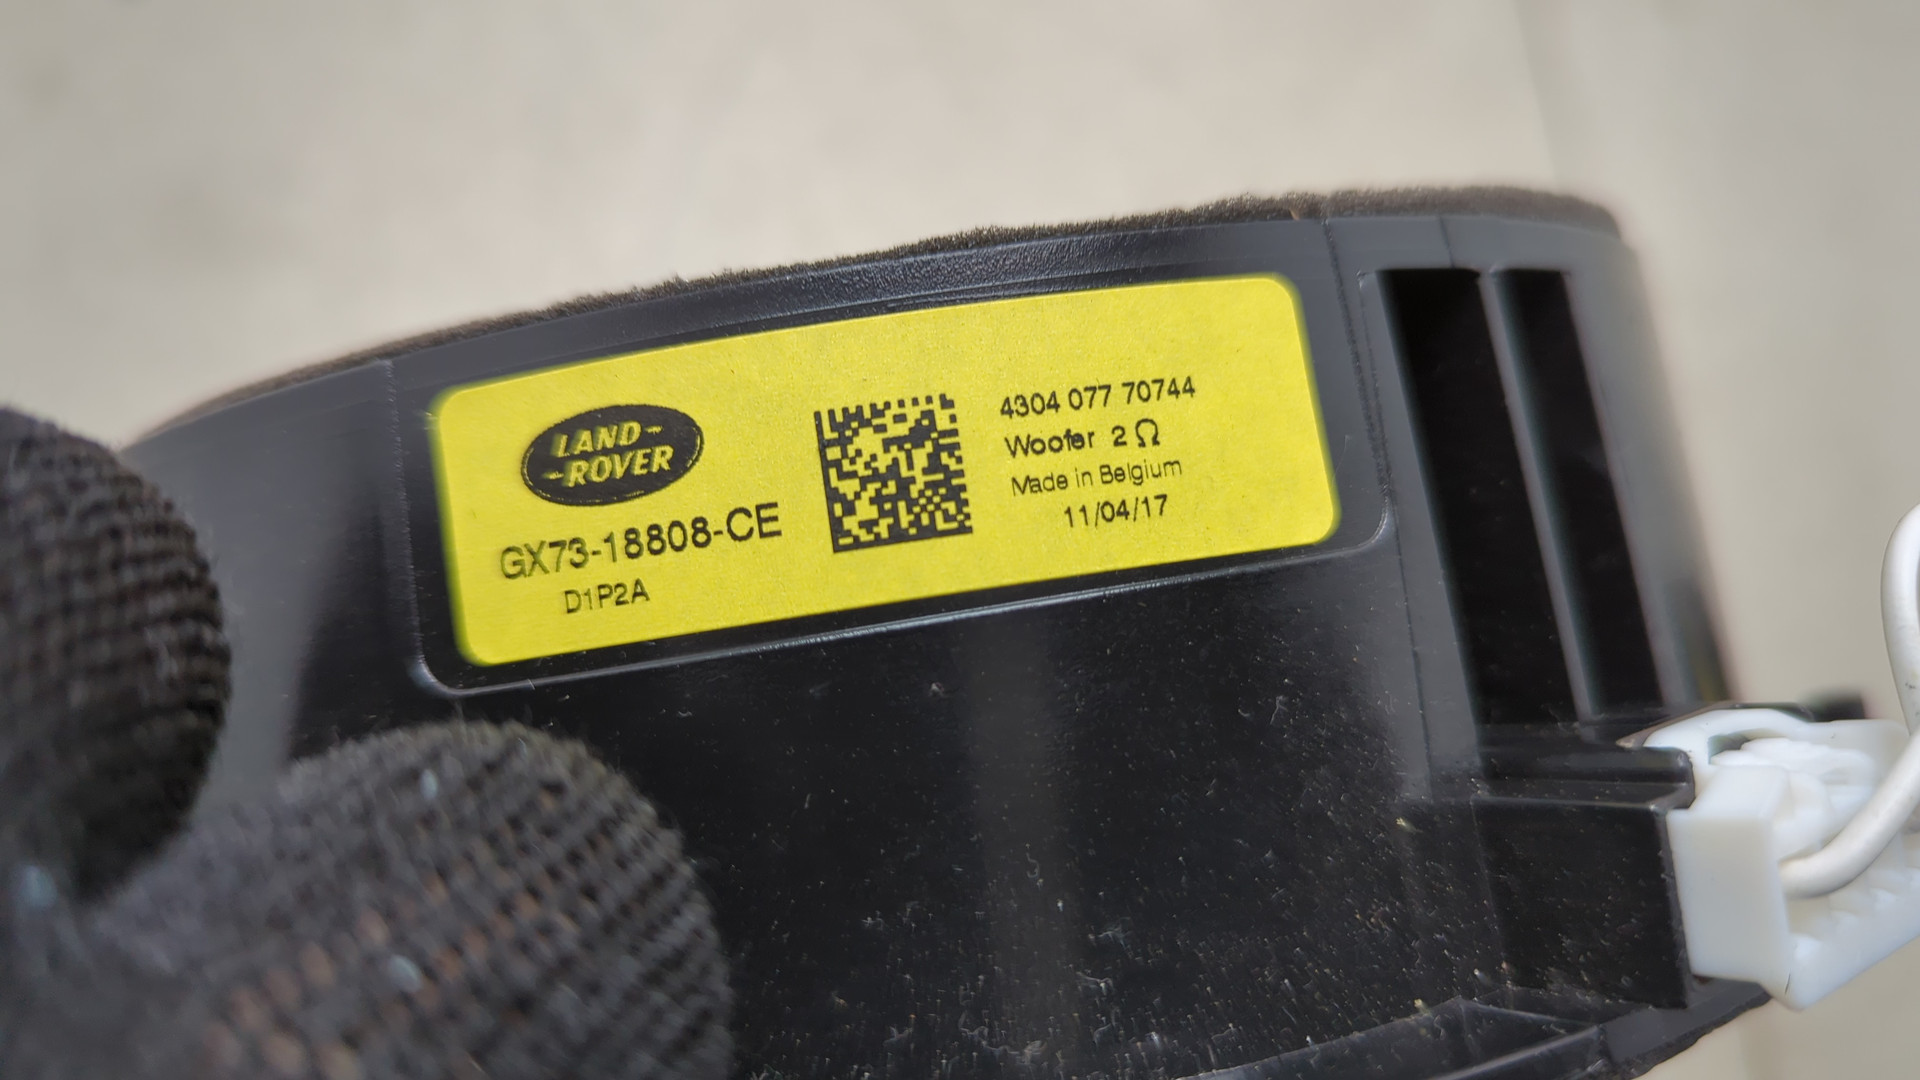 LAND-
-ROVER
GX73-18808-CE
D1P2A
4304 077 70744
Woofer 2 Ω
Made in Belgium
11/04/17